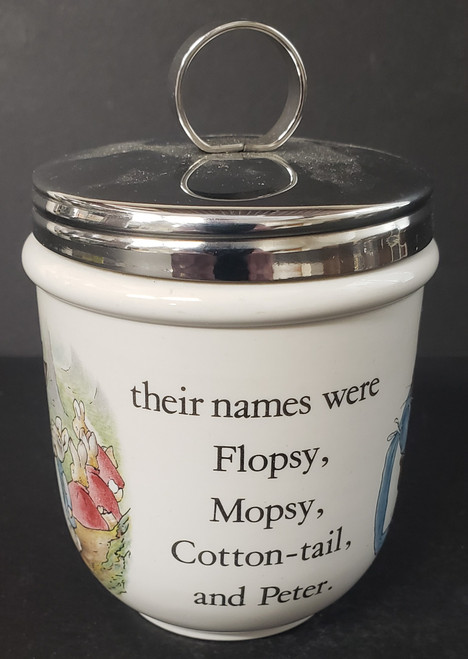 their names were
Flopsy,
Mopsy,
Cotton-tail,
and Peter.